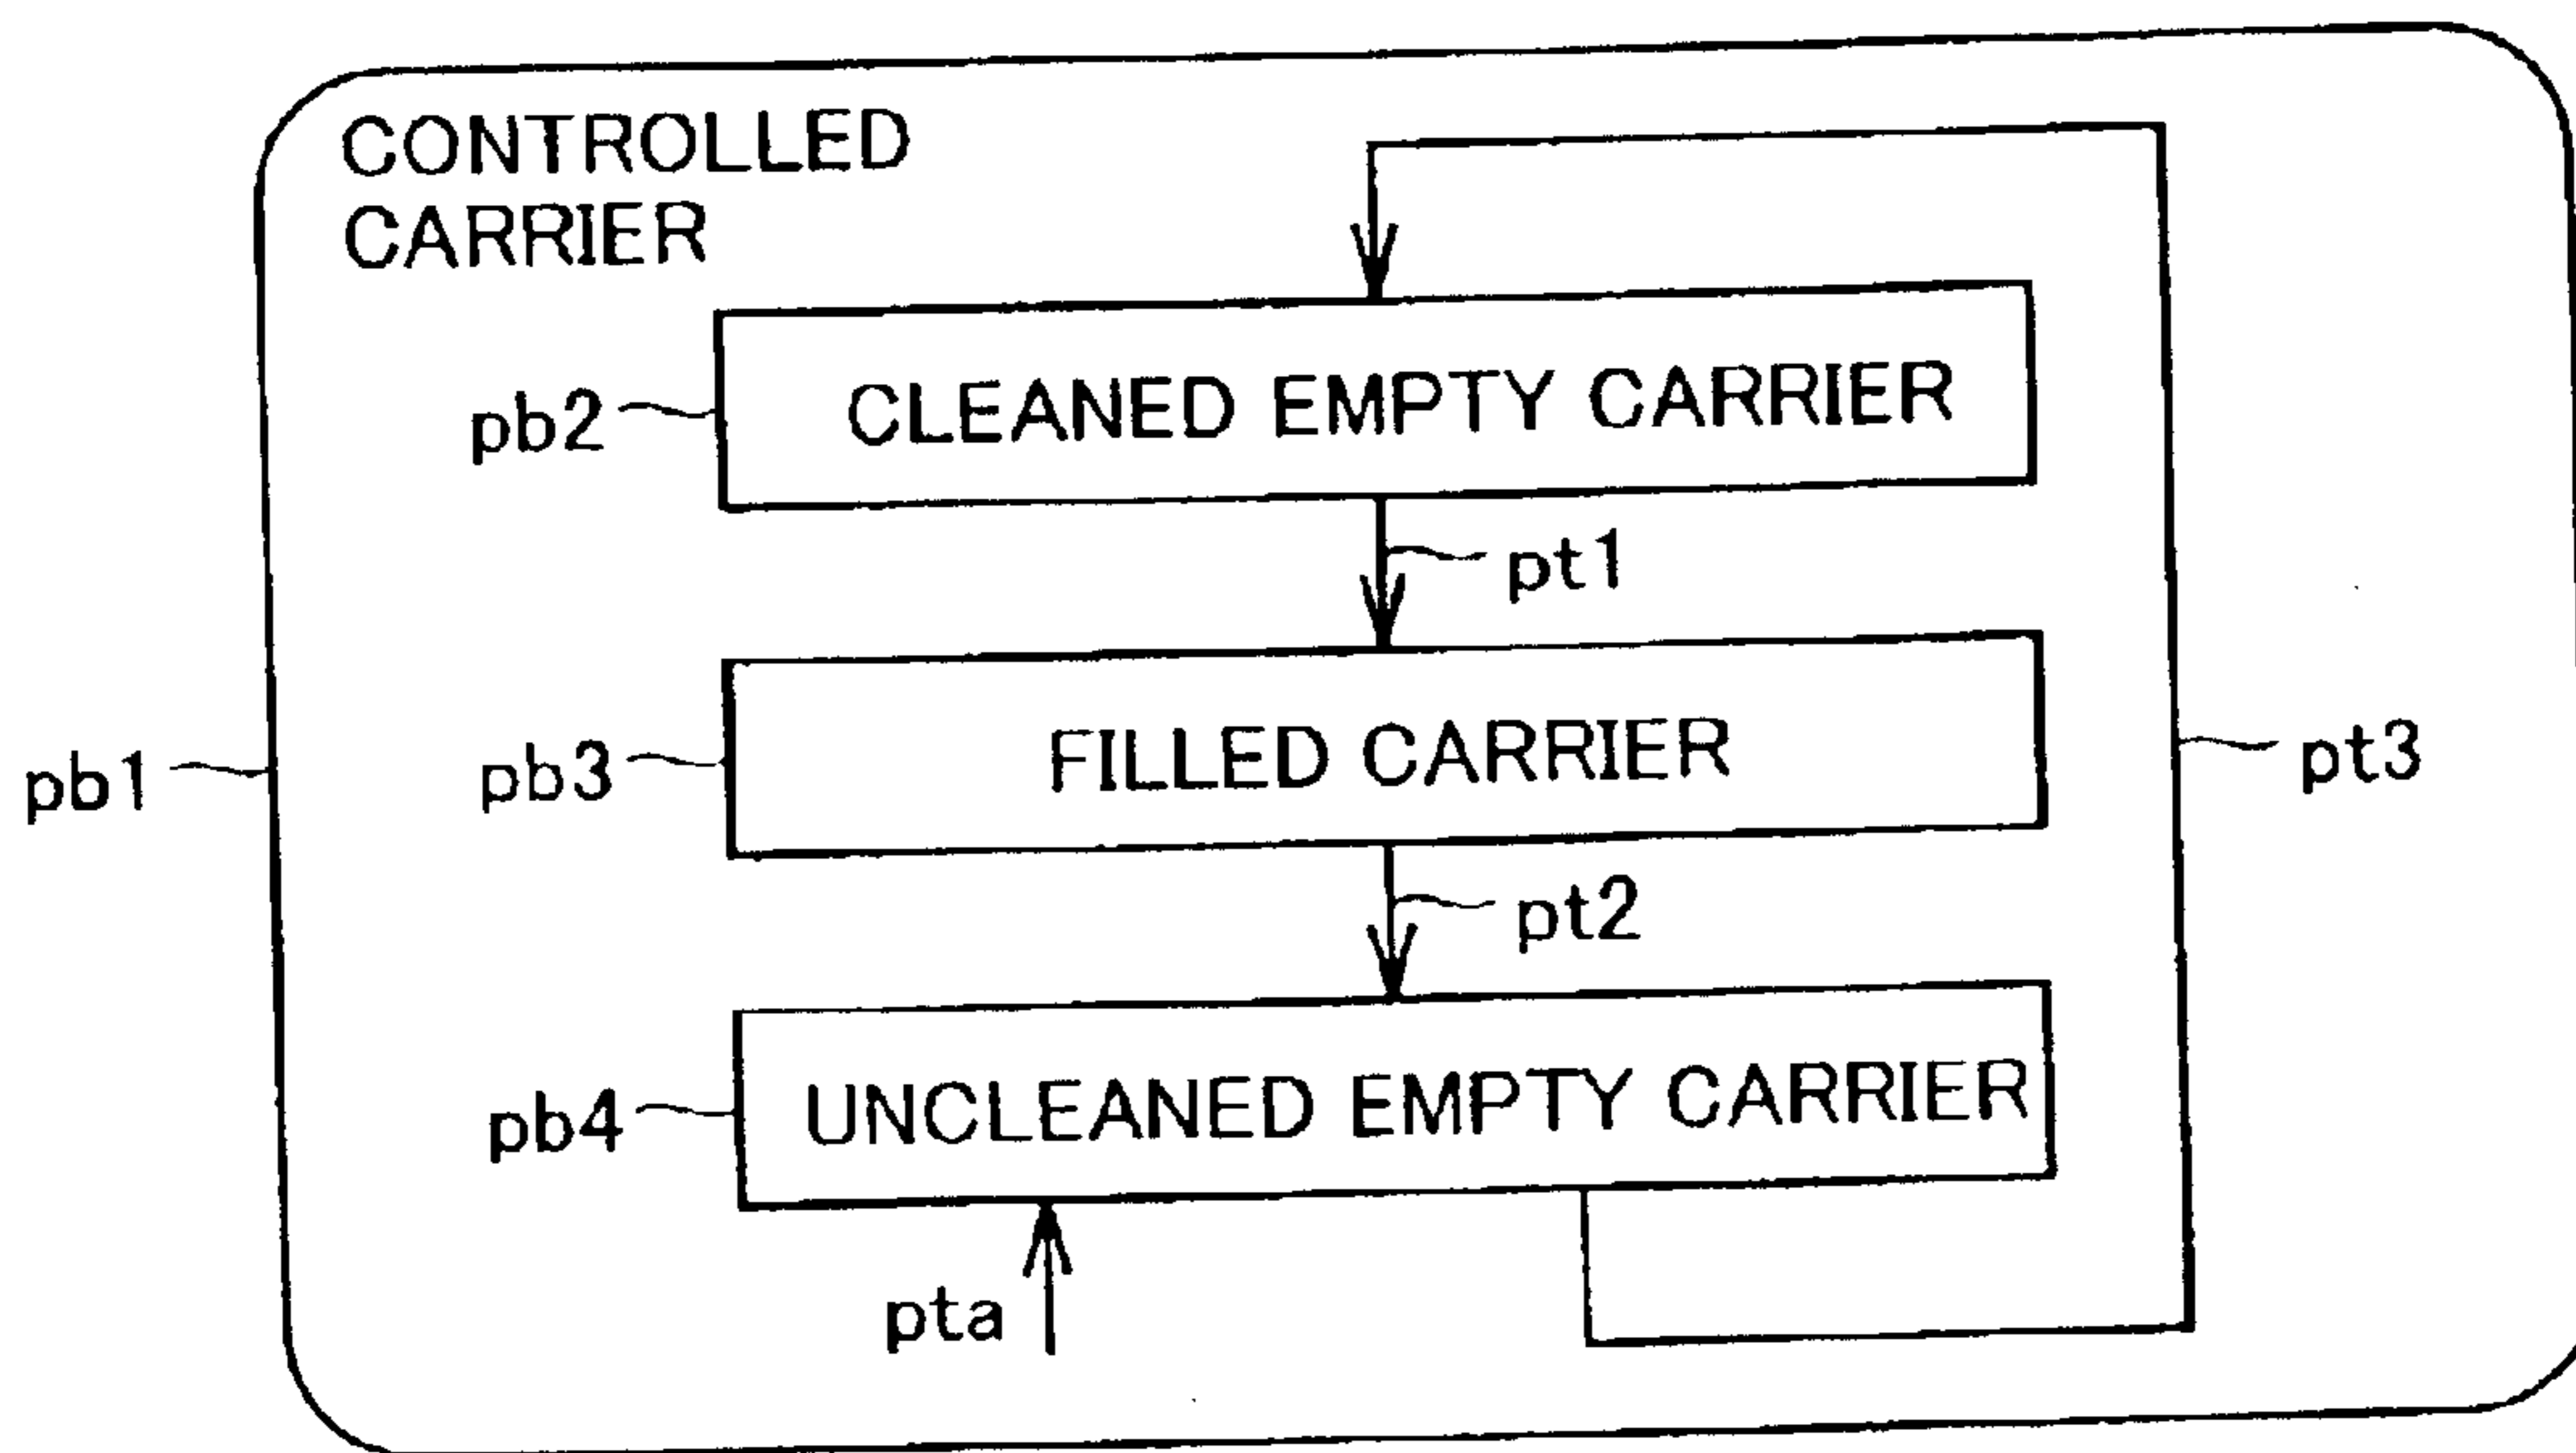 CONTROLLED
CARRIER
pb2
CLEANED EMPTY CARRIER
pt1
pb1
pb3
FILLED CARRIER
pt3
pt2
pb4
UNCLEANED EMPTY CARRIER
pta